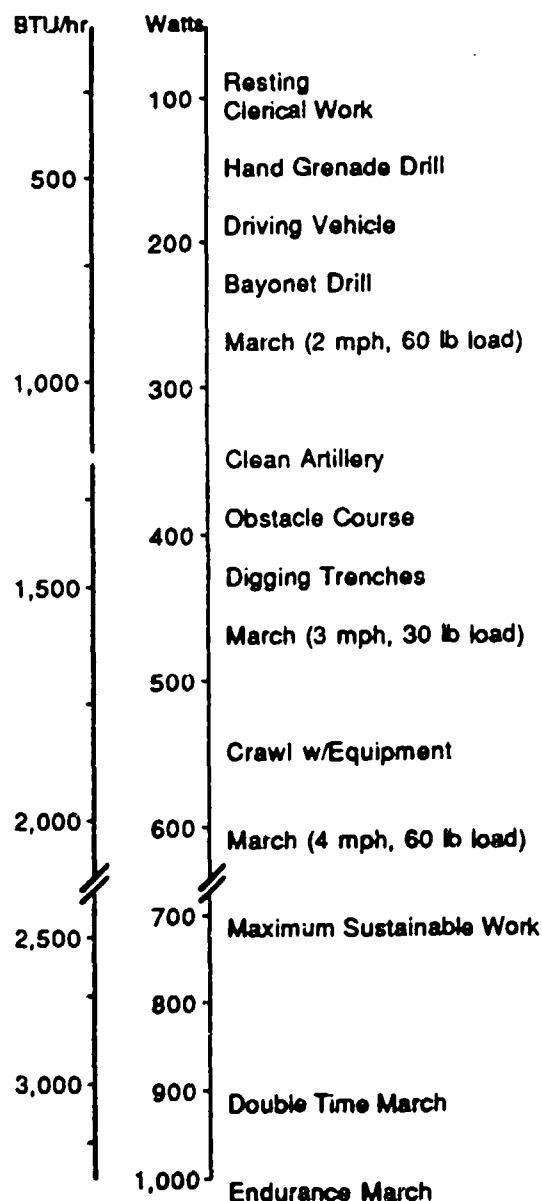 BTU/hr Watts
Resting
100
Clerical Work
Hand Grenade Drill
500
Driving Vehicle
200
Bayonet Drill
March (2 mph, 60 lb load)
1,000
300
Clean Artillery
Obstacle Course
400
Digging Trenches
1,500
March (3 mph, 30 lb load)
500
Crawl w/Equipment
2,000
600
March (4 mph, 60 lb load)
700
Maximum Sustainable Work
2,500
800
3,000
900
Double Time March
1,000
Endurance March